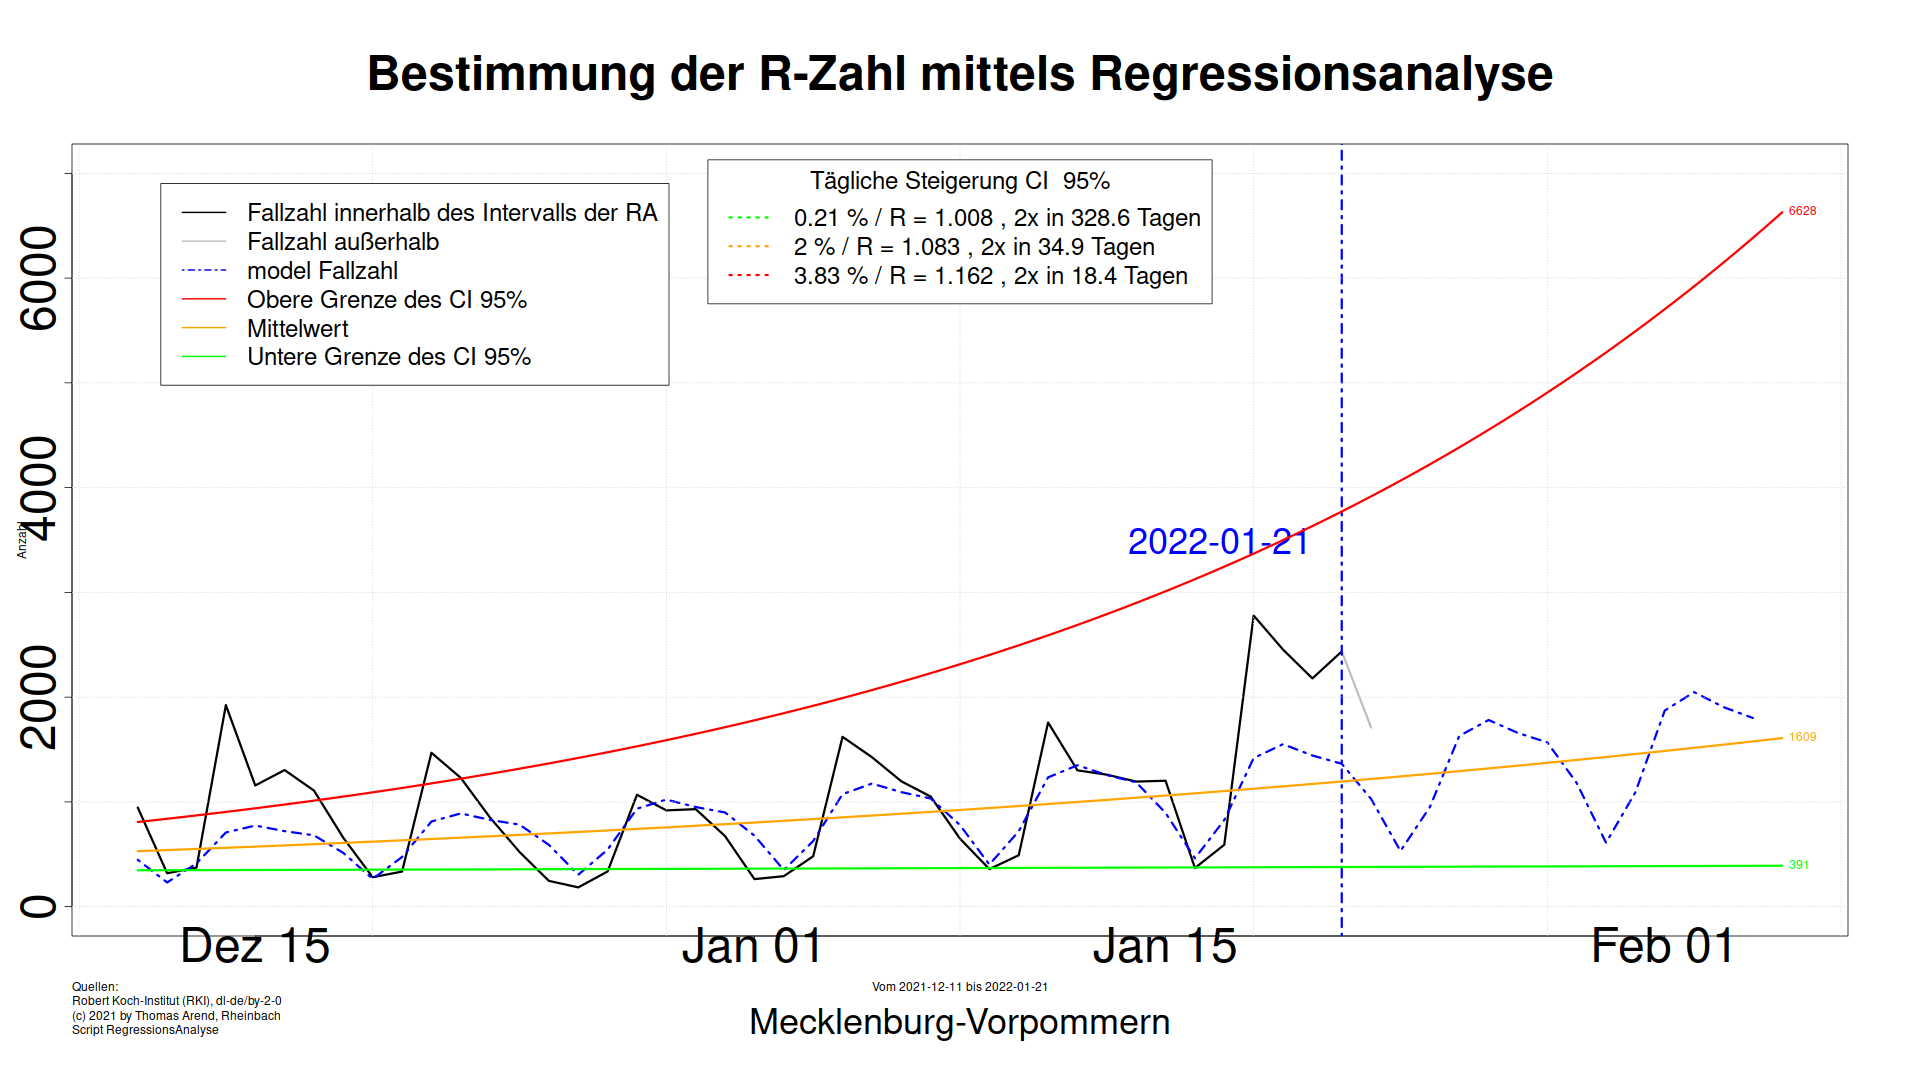 Bestimmung der R-Zahl mittels Regressionsanalyse
Fallzahl innerhalb des Intervalls der RA
Fallzahl außerhalb
model Fallzahl
Obere Grenze des CI 95%
Mittelwert
Untere Grenze des CI 95%
Tägliche Steigerung CI 95%
0.21 % / R = 1.008 , 2x in 328.6 Tagen
2 % / R = 1.083 , 2x in 34.9 Tagen
3.83 % / R = 1.162 , 2x in 18.4 Tagen
6628
1609
391
2022-01-21
6000
4000
2000
0
Anzahl
Dez 15
Jan 01
Jan 15
Feb 01
Quellen:
Robert Koch-Institut (RKI), dl-de/by-2-0
(c) 2021 by Thomas Arend, Rheinbach
Script RegressionsAnalyse
Vom 2021-12-11 bis 2022-01-21
Mecklenburg-Vorpommern